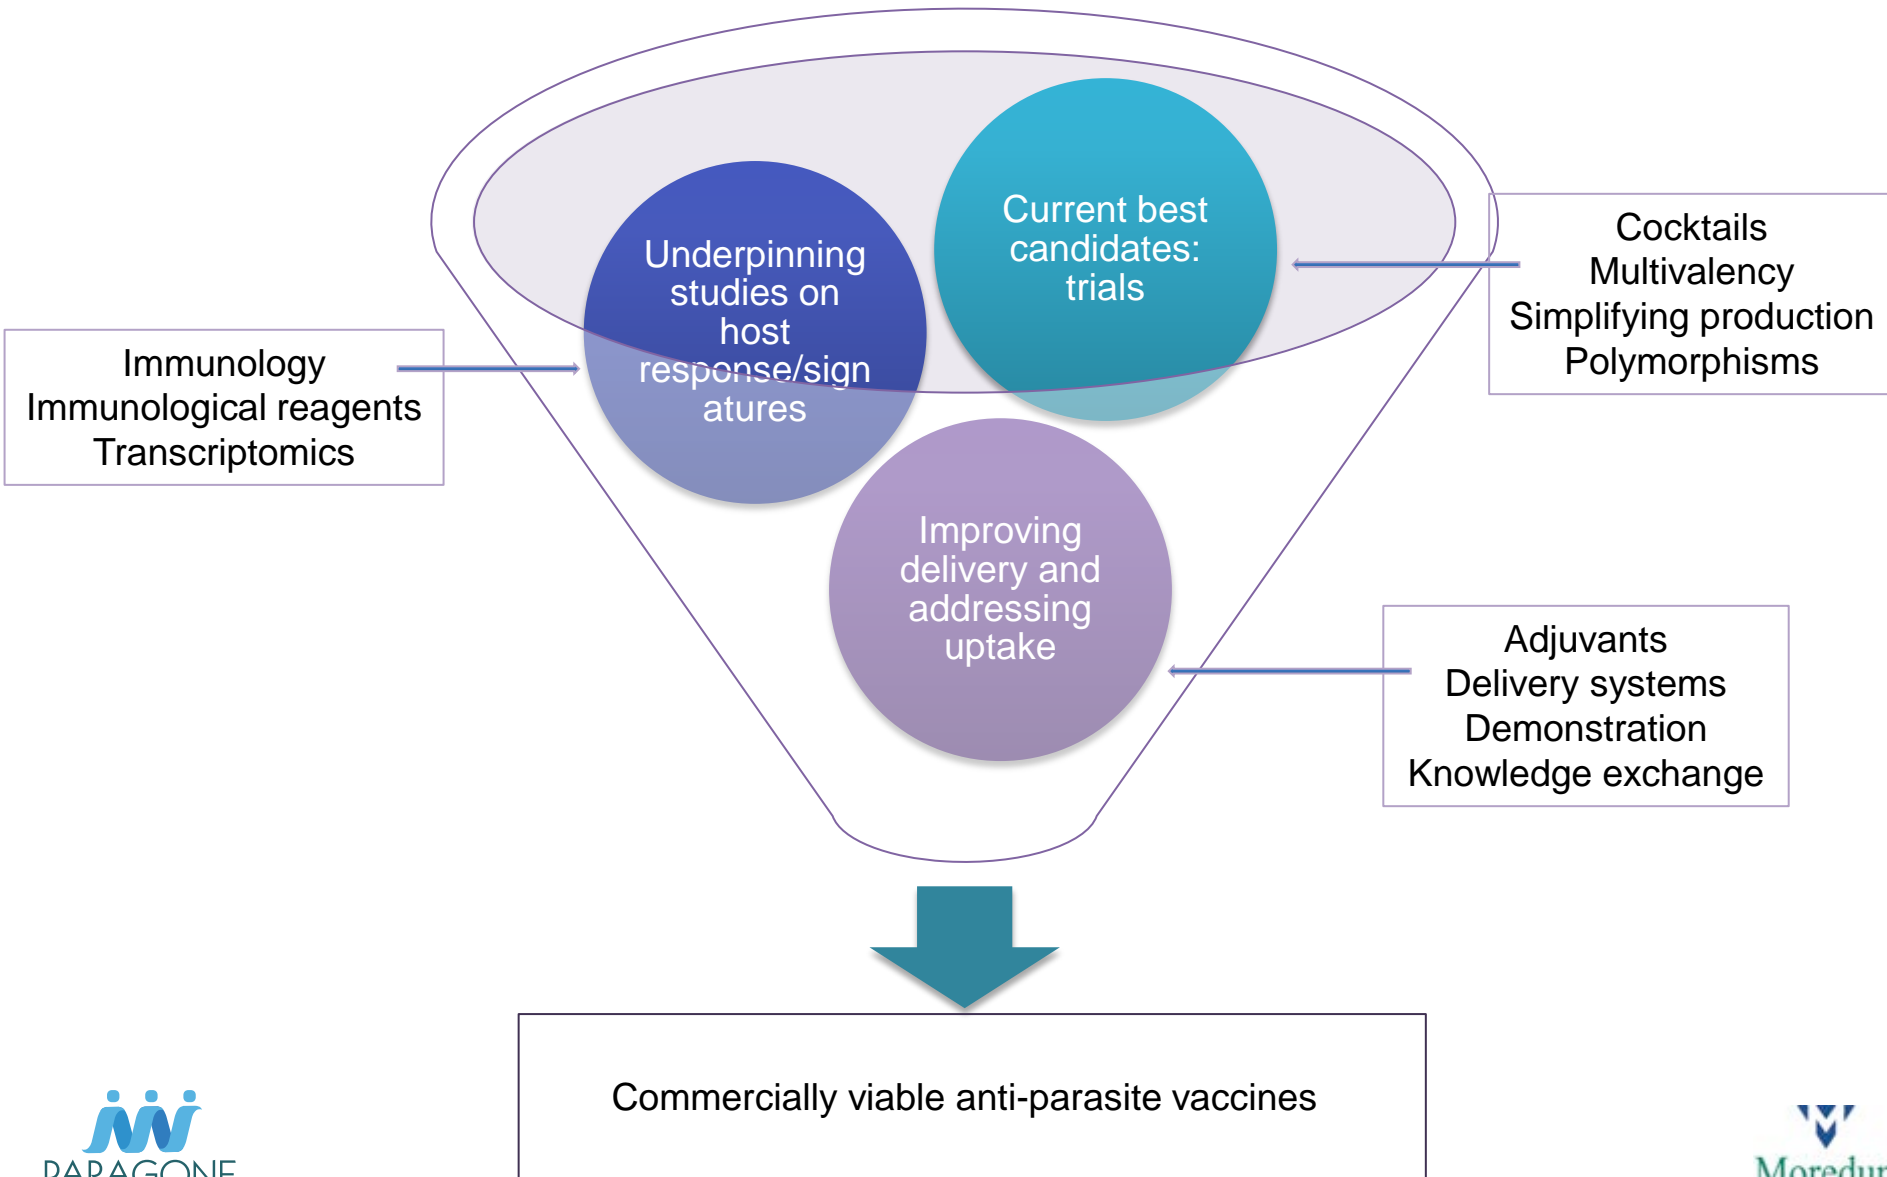 Current best
candidates:
trials
Underpinning
studies on
host
response/sign
atures
Improving
delivery and
addressing
uptake
Immunology
Immunological reagents
Transcriptomics
Cocktails
Multivalency
Simplifying production
Polymorphisms
Adjuvants
Delivery systems
Demonstration
Knowledge exchange
Commercially viable anti-parasite vaccines
PARAGONE
Moredun